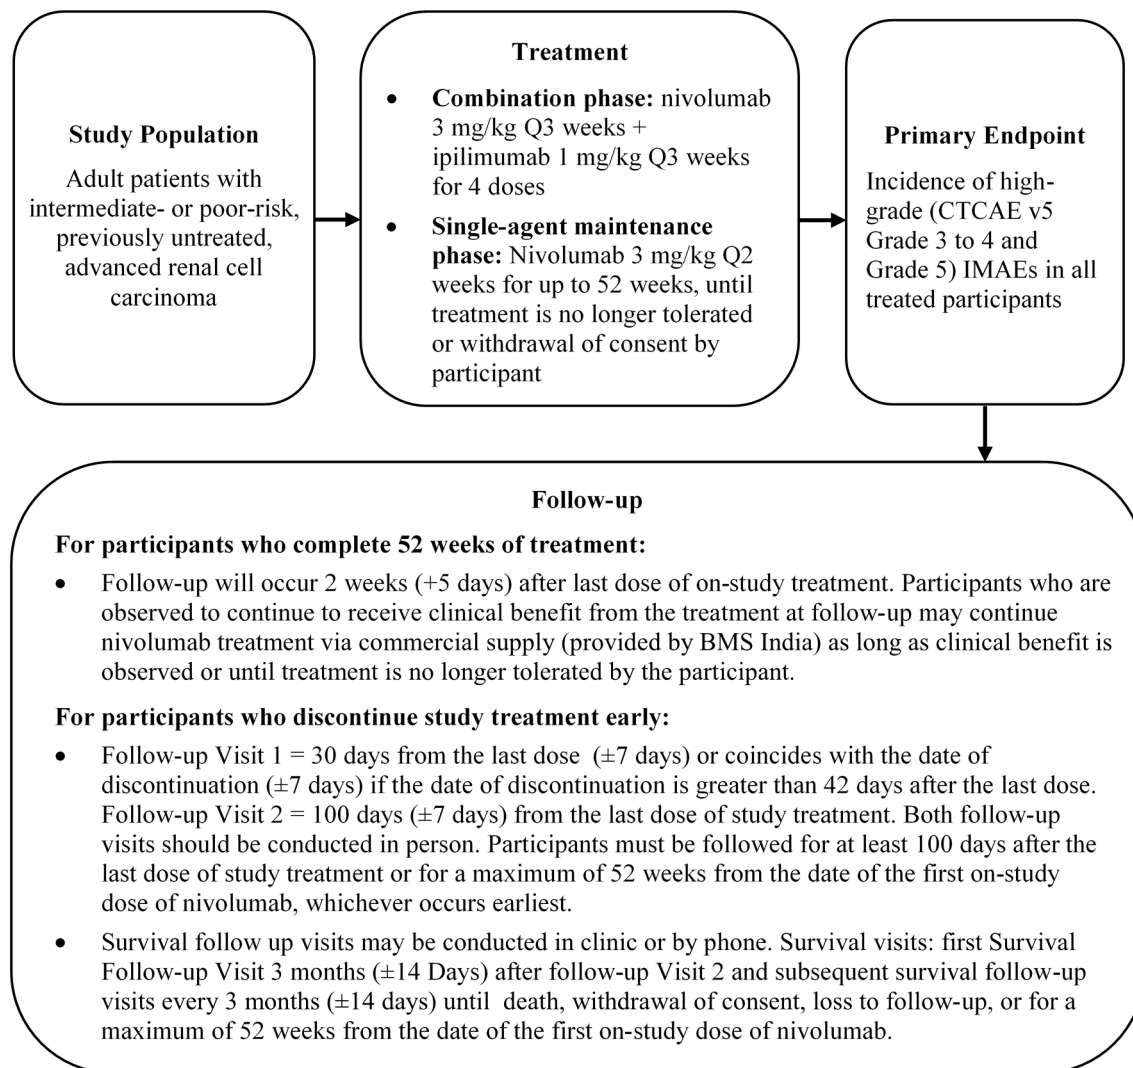 Study Population
Adult patients with
intermediate- or poor-risk,
previously untreated,
advanced renal cell
carcinoma
Treatment
• Combination phase: nivolumab
3 mg/kg Q3 weeks +
ipilimumab 1 mg/kg Q3 weeks
for 4 doses
• Single-agent maintenance
phase: Nivolumab 3 mg/kg Q2
weeks for up to 52 weeks, until
treatment is no longer tolerated
or withdrawal of consent by
participant
Primary Endpoint
Incidence of high-
grade (CTCAE v5
Grade 3 to 4 and
Grade 5) IMAEs in all
treated participants
Follow-up
For participants who complete 52 weeks of treatment:
• Follow-up will occur 2 weeks (+5 days) after last dose of on-study treatment. Participants who are
observed to continue to receive clinical benefit from the treatment at follow-up may continue
nivolumab treatment via commercial supply (provided by BMS India) as long as clinical benefit is
observed or until treatment is no longer tolerated by the participant.
For participants who discontinue study treatment early:
• Follow-up Visit 1 = 30 days from the last dose (±7 days) or coincides with the date of
discontinuation (±7 days) if the date of discontinuation is greater than 42 days after the last dose.
Follow-up Visit 2 = 100 days (±7 days) from the last dose of study treatment. Both follow-up
visits should be conducted in person. Participants must be followed for at least 100 days after the
last dose of study treatment or for a maximum of 52 weeks from the date of the first on-study
dose of nivolumab, whichever occurs earliest.
• Survival follow up visits may be conducted in clinic or by phone. Survival visits: first Survival
Follow-up Visit 3 months (±14 Days) after follow-up Visit 2 and subsequent survival follow-up
visits every 3 months (±14 days) until death, withdrawal of consent, loss to follow-up, or for a
maximum of 52 weeks from the date of the first on-study dose of nivolumab.